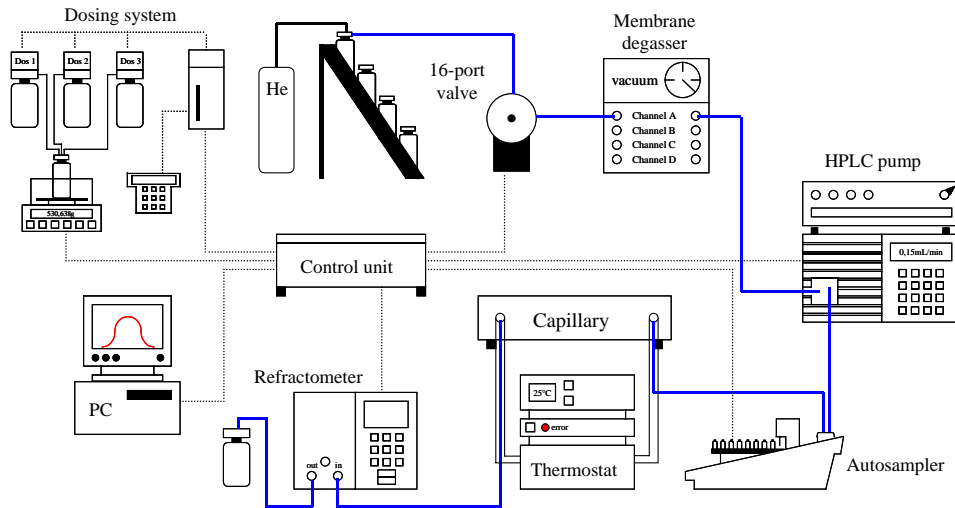 Dosing system
Dos 1
Dos 2
Dos 3
530,638g
He
16-port
valve
Membrane
degasser
vacuum
Channel A
Channel B
Channel C
Channel D
HPLC pump
0,15mL/min
Control unit
Capillary
PC
Refractometer
out
in
25°C
error
Thermostat
Autosampler